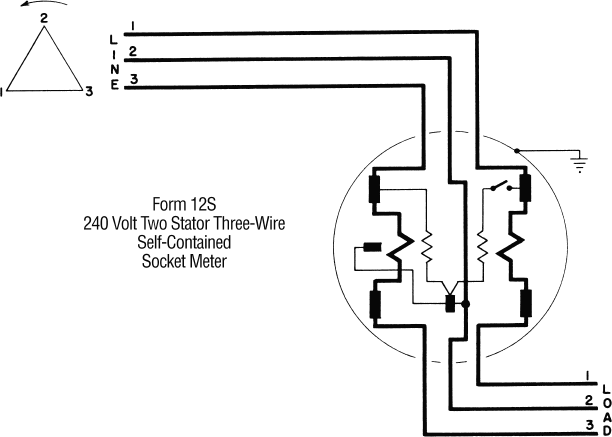 2
1
3
L
I
N
E
1
2
3
Form 12S
240 Volt Two Stator Three-Wire
Self-Contained
Socket Meter
1
2
3
L
O
A
D